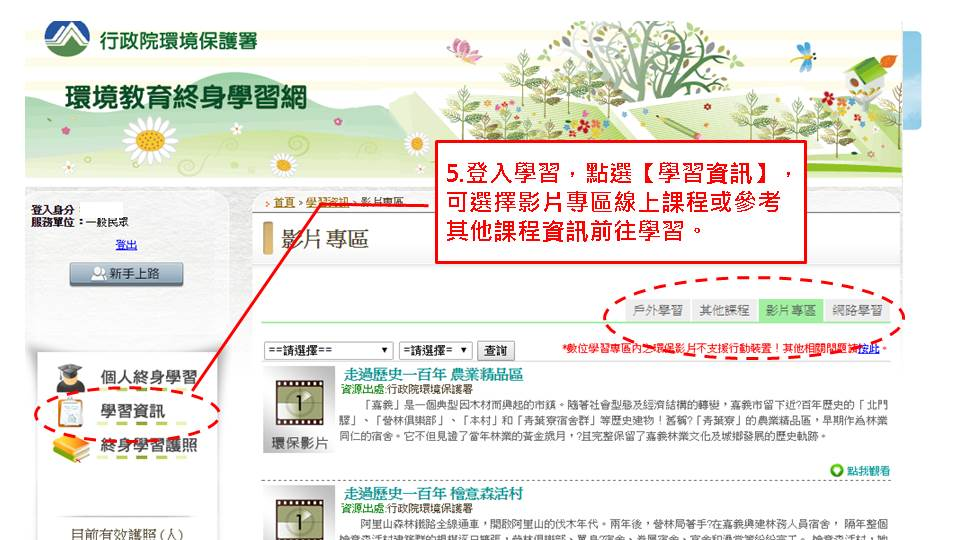 行政院環境保護署
環境教育終身學習網
5.登入學習，點選【學習資訊】，
可選擇影片專區線上課程或參考
其他課程資訊前往學習。
登入身分：
服務單位：一般民眾
登出
新手上路
首頁 › 學習資訊 › 影片專區
影片專區
戶外學習 其他課程 影片專區 網路學習
==請選擇== =請選擇= 查詢
*數位學習專區內之環保影片不支援行動裝置！其他相關問題請按此。
個人終身學習
學習資訊
終身學習護照
目前有效護照(人)
1
環保影片
走過歷史一百年 農業精品區
資源出處:行政院環境保護署
「嘉義」是一個典型因木材而興起的市鎮。隨著社會型態及經濟結構的轉變，嘉義市留下近?百年歷史的「北門
驛」、「營林俱樂部」、「本村」和「青葉寮宿舍群」等歷史建物！舊稱?「青葉寮」的農業精品區，早期作為林業
同仁的宿舍。它不但見證了當年林業的黃金歲月，?且完整保留了嘉義林業文化及城鄉發展的歷史軌跡。
點我觀看
1
走過歷史一百年 檜意森活村
資源出處:行政院環境保護署
阿里山森林鐵路全線通車，開啟阿里山的伐木年代。兩年後，營林局著手?在嘉義興建林務人員宿舍， 隔年整個